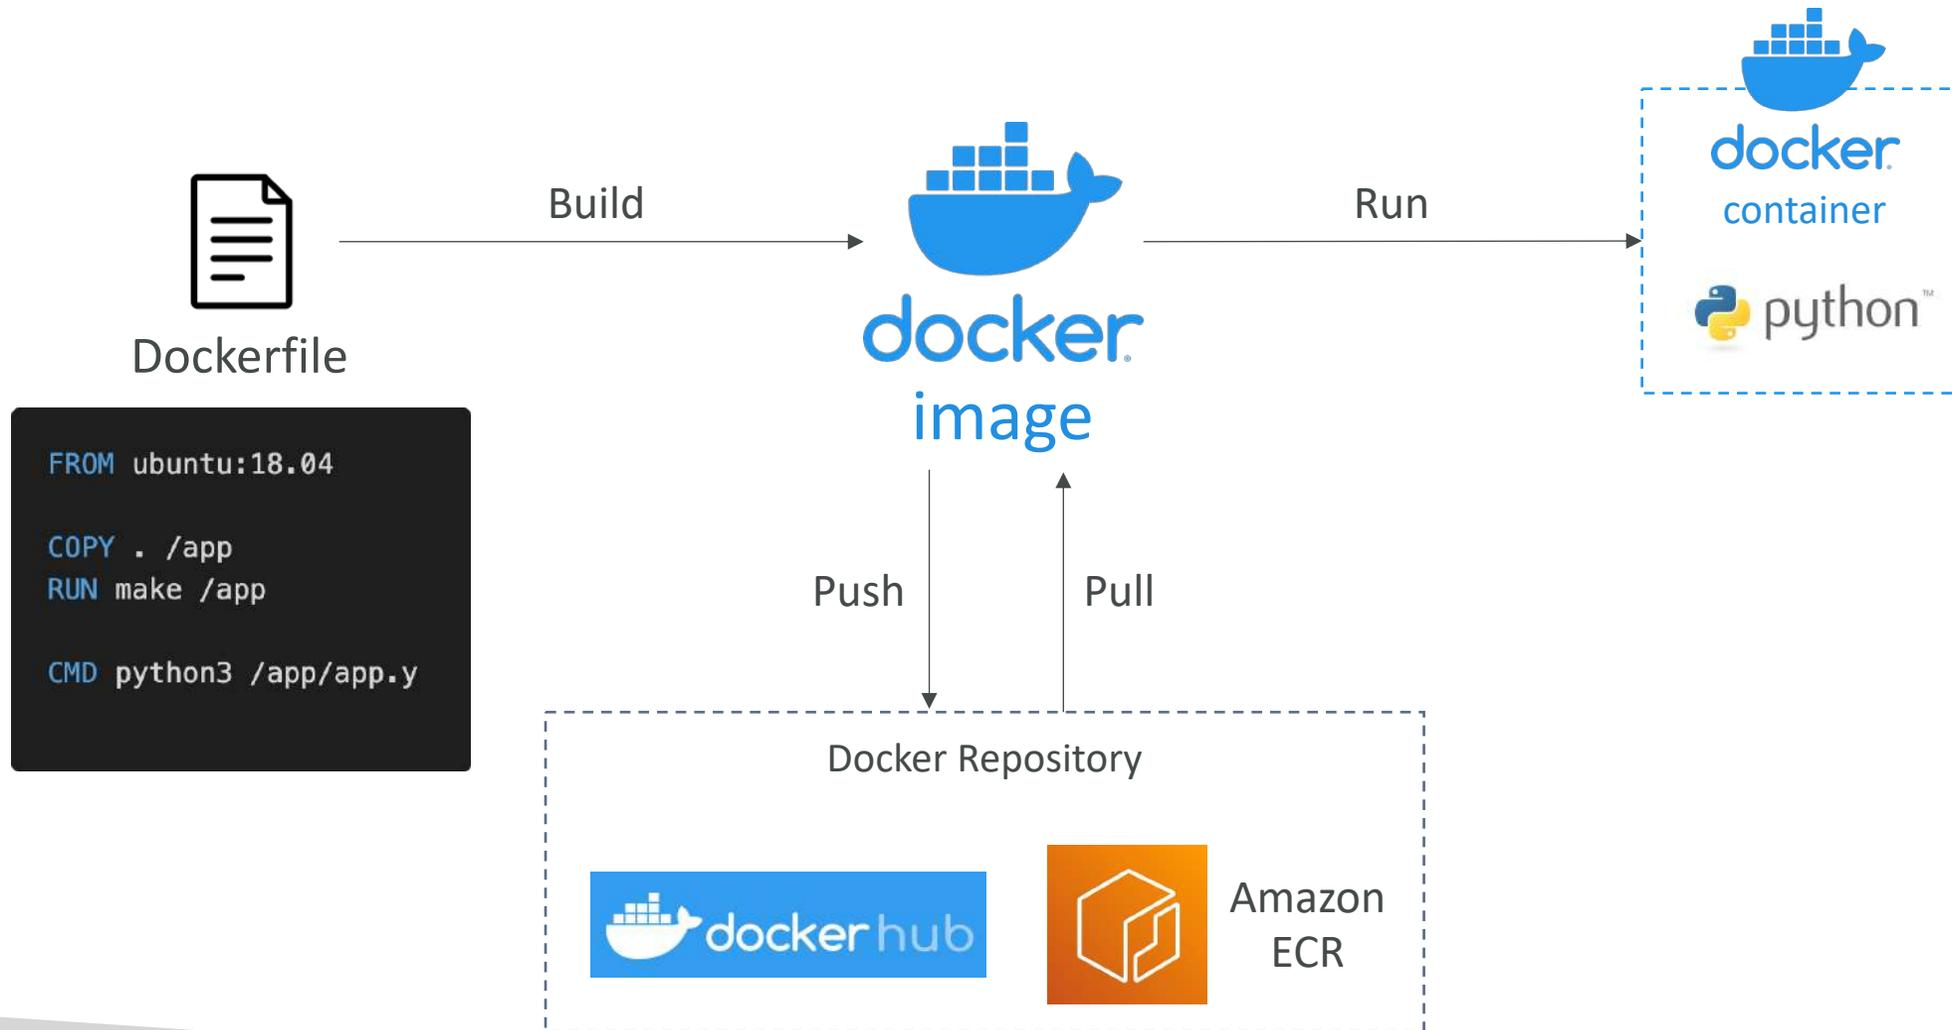 Dockerfile
FROM ubuntu:18.04
COPY . /app
RUN make /app
CMD python3 /app/app.y
Build
docker
image
Run
docker
container
python™
Push
Pull
Docker Repository
docker hub
Amazon
ECR